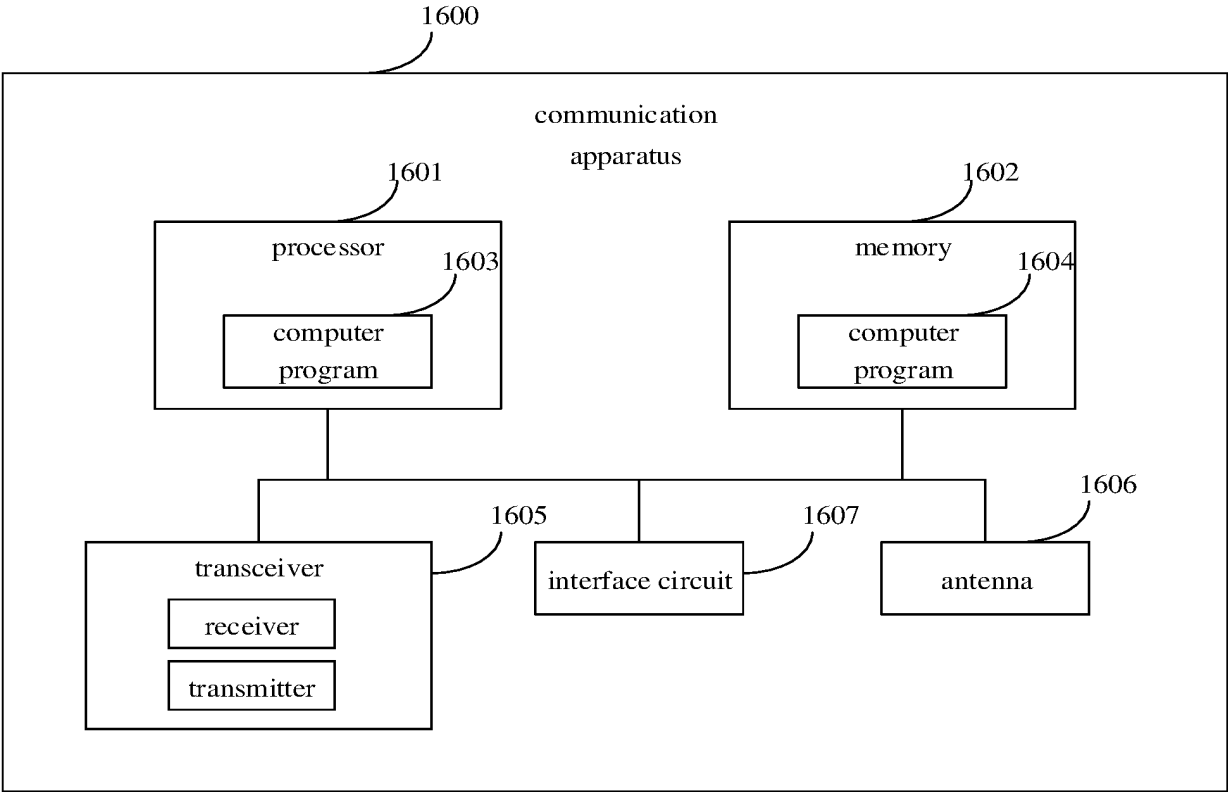 1600
communication
apparatus
1601
1602
processor
memory
1603
1604
computer
program
computer
program
1606
1605
1607
transceiver
interface circuit
antenna
receiver
transmitter